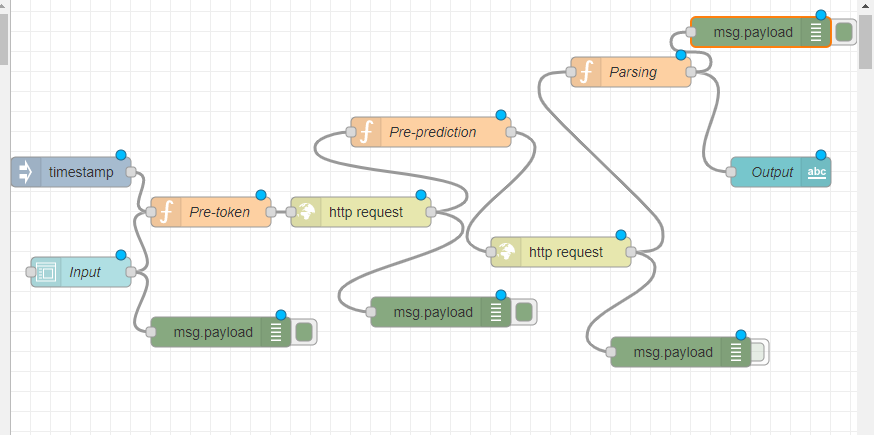 msg.payload
Parsing
Pre-prediction
timestamp
Output
abc
Pre-token
http request
http request
Input
msg.payload
msg.payload
msg.payload